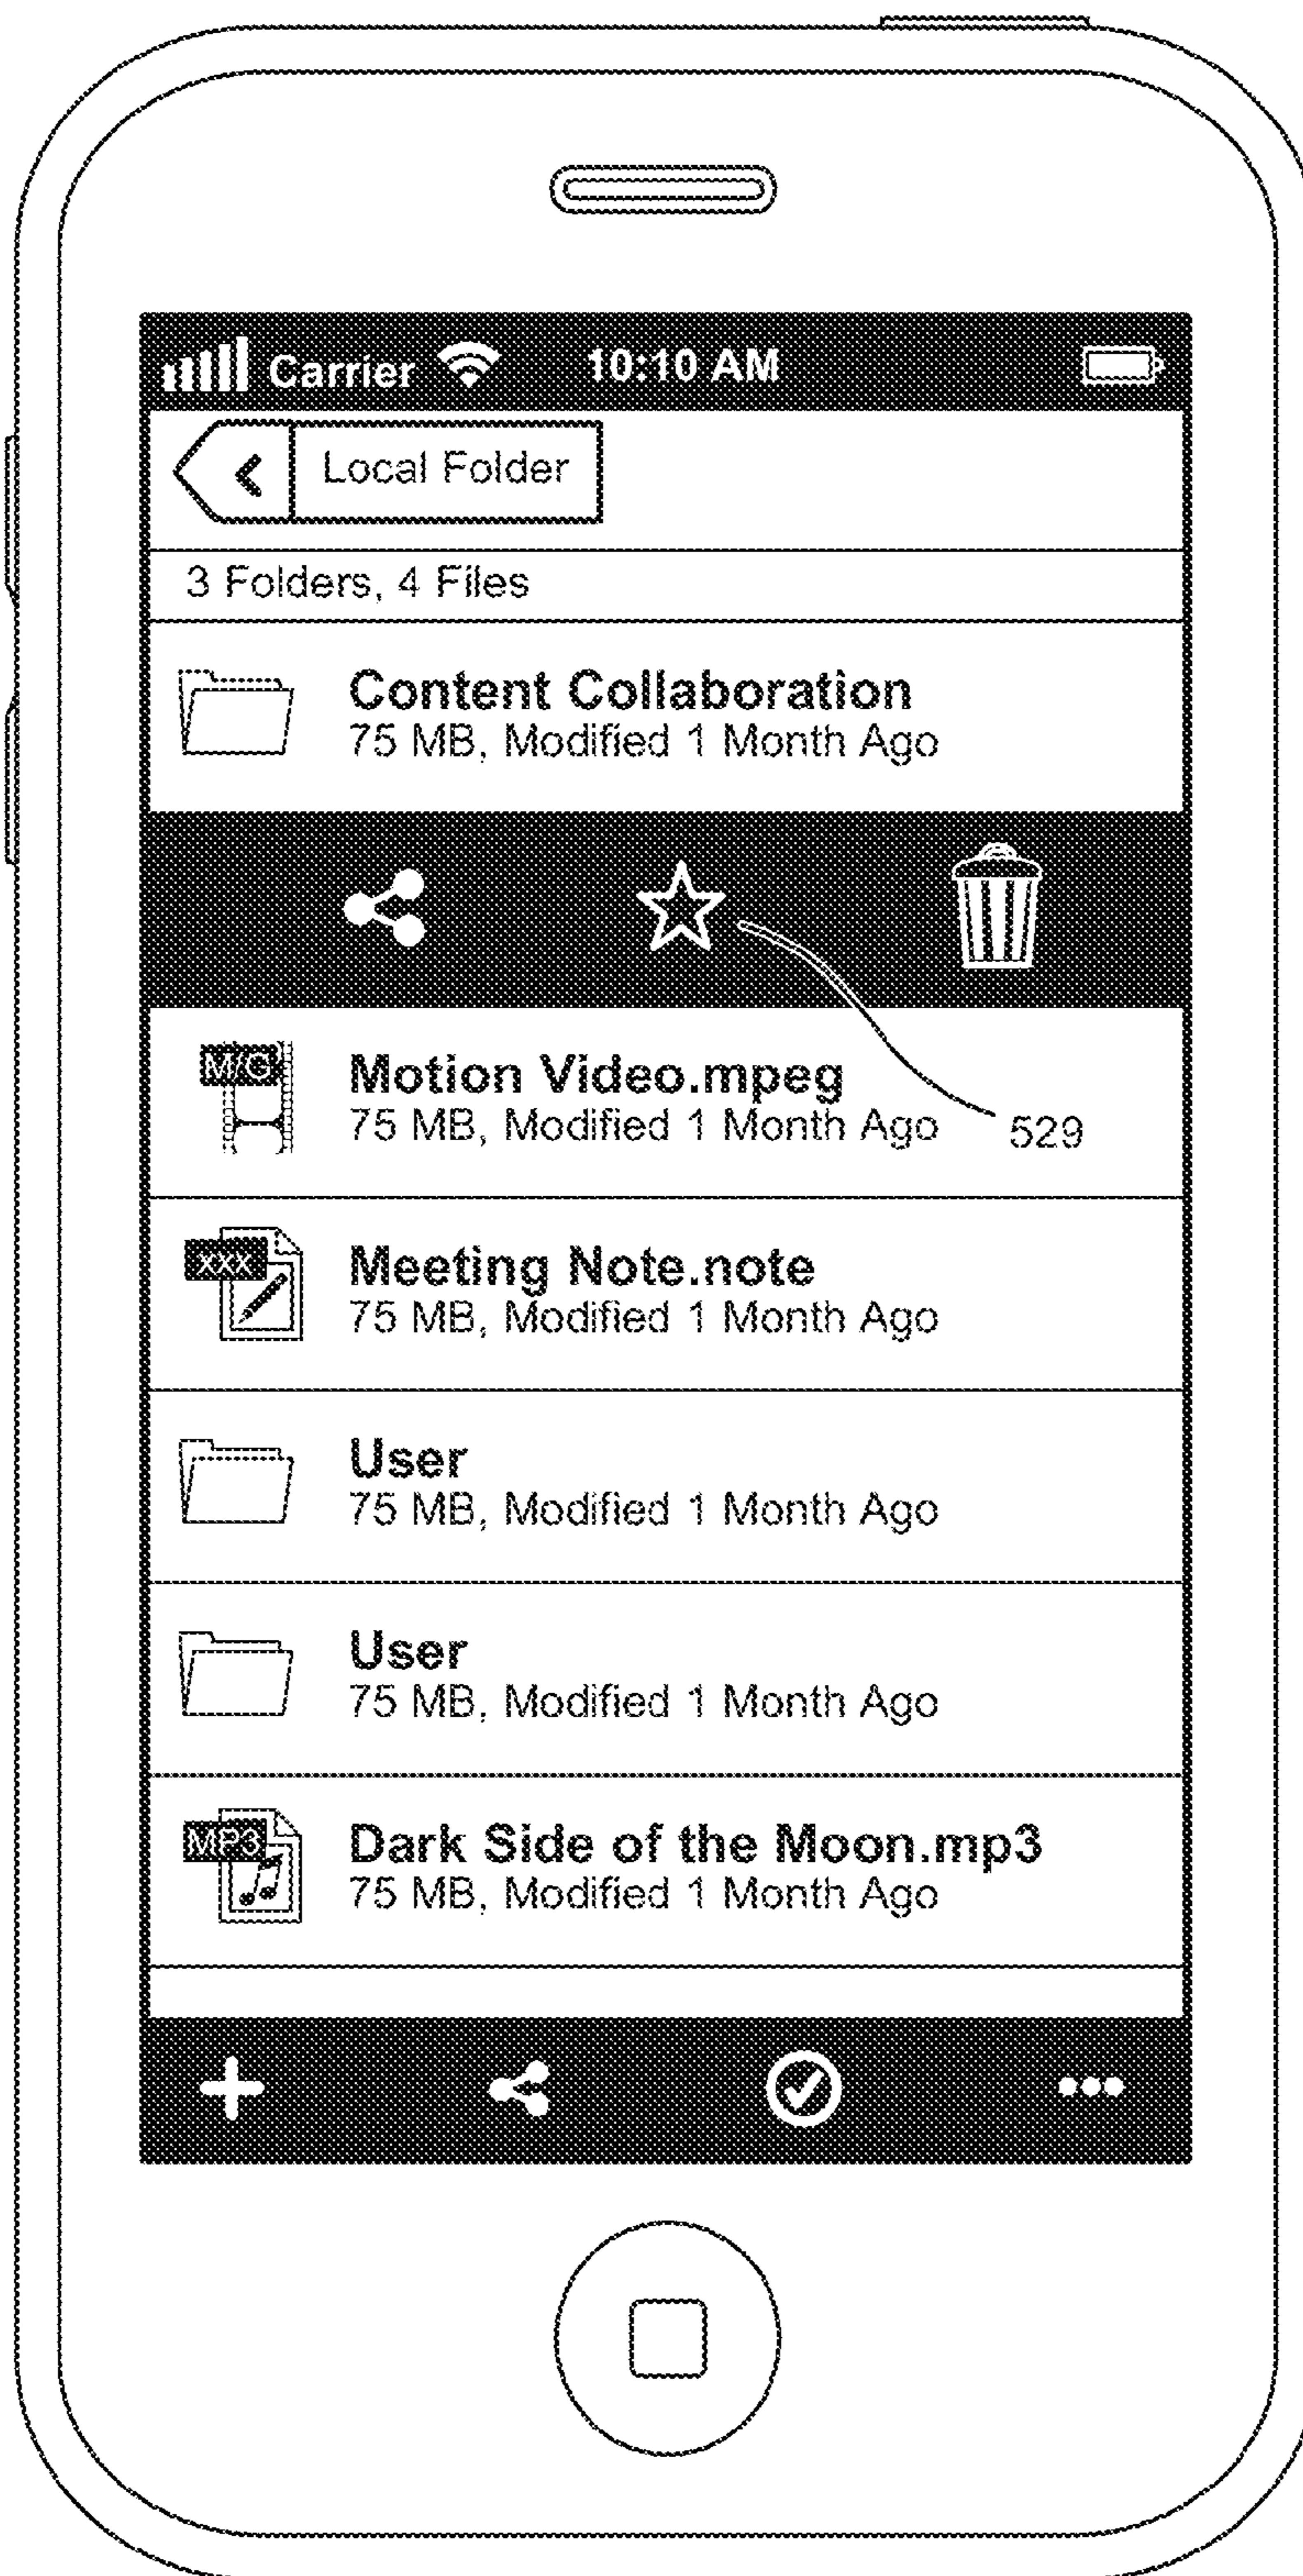 Carrier 10:10 AM
Local Folder
3 Folders, 4 Files
Content Collaboration
75 MB, Modified 1 Month Ago
M/G
Motion Video.mpeg
75 MB, Modified 1 Month Ago
529
XXX
Meeting Note.note
75 MB, Modified 1 Month Ago
User
75 MB, Modified 1 Month Ago
User
75 MB, Modified 1 Month Ago
MP3
Dark Side of the Moon.mp3
75 MB, Modified 1 Month Ago